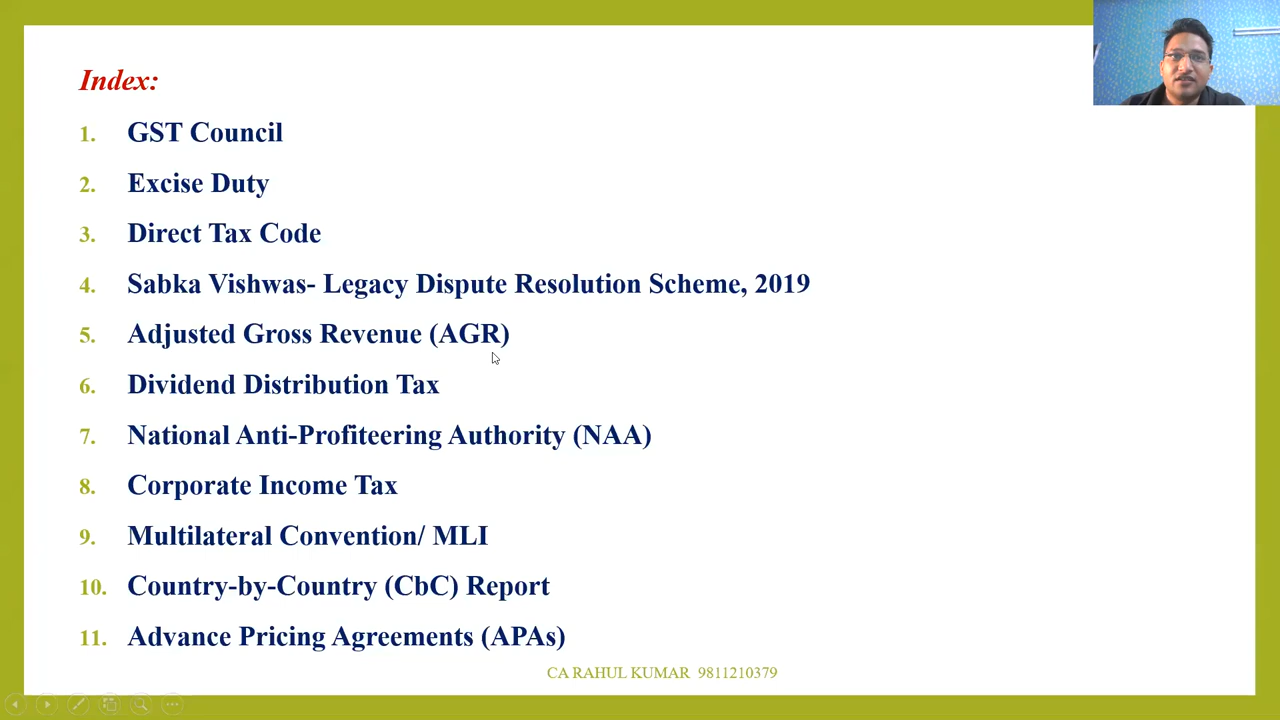 Index:
1. GST Council
2. Excise Duty
3. Direct Tax Code
4. Sabka Vishwas- Legacy Dispute Resolution Scheme, 2019
5. Adjusted Gross Revenue (AGR)
6. Dividend Distribution Tax
7. National Anti-Profiteering Authority (NAA)
8. Corporate Income Tax
9. Multilateral Convention/ MLI
10. Country-by-Country (CbC) Report
11. Advance Pricing Agreements (APAs)
CA RAHUL KUMAR 9811210379